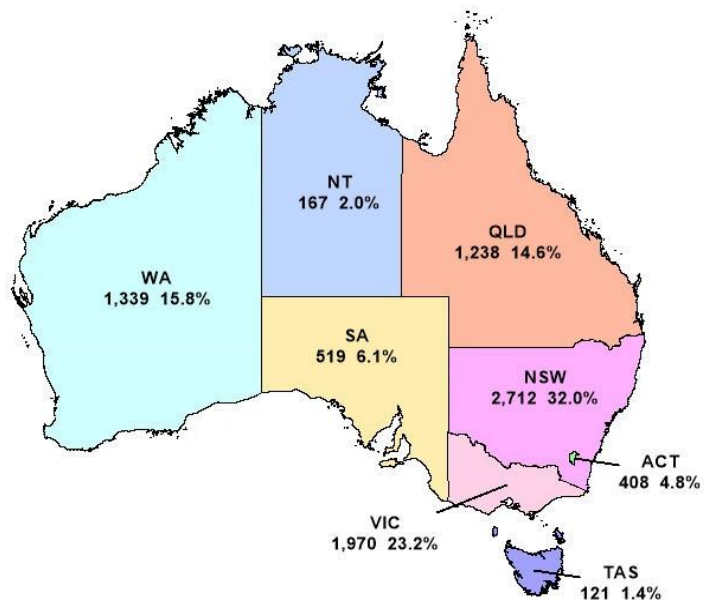 NT
167 2.0%
QLD
1,238 14.6%
WA
1,339 15.8%
SA
519 6.1%
NSW
2,712 32.0%
ACT
408 4.8%
VIC
1,970 23.2%
TAS
121 1.4%